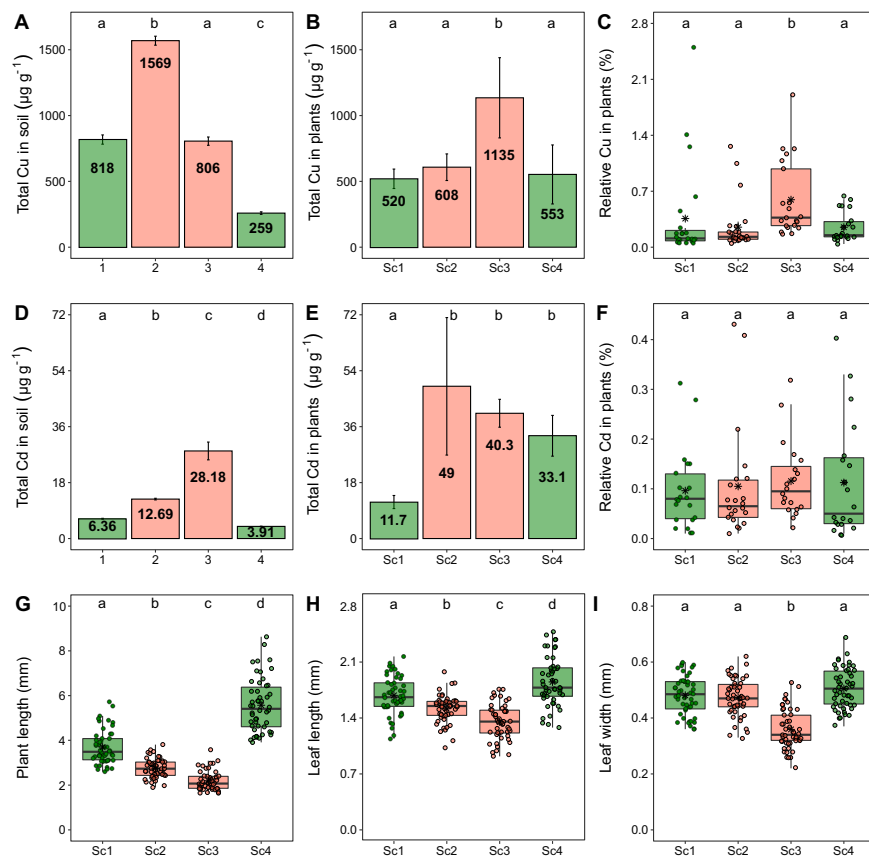 A
a b a c
Total Cu in soil (µg g⁻¹)
1500
1000
500
0
818
1569
806
259
1 2 3 4
B
a a b a
Total Cu in plants (µg g⁻¹)
1500
1000
500
0
520
608
1135
553
Sc1 Sc2 Sc3 Sc4
C
a a b a
Relative Cu in plants (%)
2.8
2.1
1.4
0.7
0.0
Sc1 Sc2 Sc3 Sc4
D
a b c d
Total Cd in soil (µg g⁻¹)
72
36
18
0
6.36
12.69
28.18
3.91
1 2 3 4
E
a b b b
Total Cd in plants (µg g⁻¹)
72
36
18
0
11.7
49
40.3
33.1
Sc1 Sc2 Sc3 Sc4
F
a a a a
Relative Cd in plants (%)
0.4
0.3
0.2
0.1
0.0
Sc1 Sc2 Sc3 Sc4
G
a b c d
Plant length (mm)
10
8
6
4
2
0
Sc1 Sc2 Sc3 Sc4
H
a b c d
Leaf length (mm)
2.8
2.1
1.4
0.7
0.0
Sc1 Sc2 Sc3 Sc4
I
a a b a
Leaf width (mm)
0.8
0.6
0.4
0.2
0.0
Sc1 Sc2 Sc3 Sc4